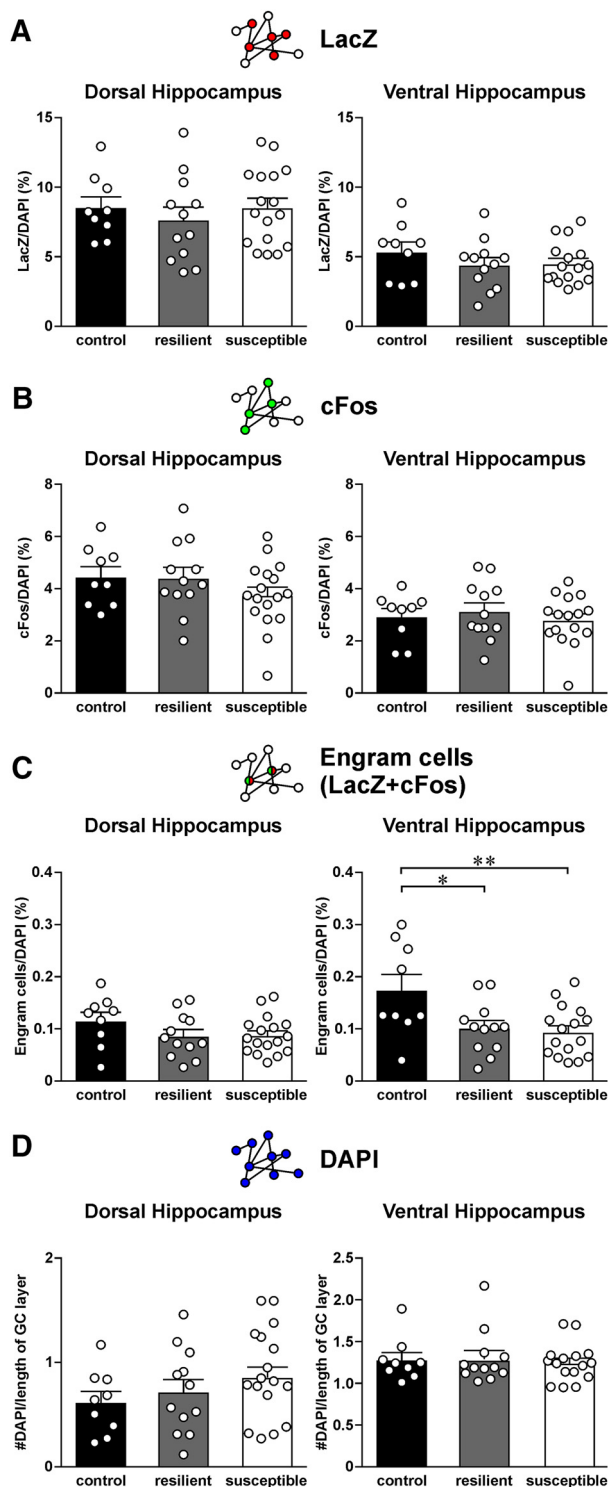 A
LacZ
Dorsal Hippocampus
Ventral Hippocampus
LacZ/DAPI (%)
15
10
5
0
control resilient susceptible
LacZ/DAPI (%)
15
10
5
0
control resilient susceptible
B
cFos
Dorsal Hippocampus
Ventral Hippocampus
cFos/DAPI (%)
8
6
4
2
0
control resilient susceptible
cFos/DAPI (%)
8
6
4
2
0
control resilient susceptible
C
Engram cells
(LacZ+cFos)
Dorsal Hippocampus
Ventral Hippocampus
Engram cells/DAPI (%)
0.4
0.3
0.2
0.1
0
control resilient susceptible
Engram cells/DAPI (%)
0.4
0.3
0.2
0.1
0
**
*
control resilient susceptible
D
DAPI
Dorsal Hippocampus
Ventral Hippocampus
#DAPI/length of GC layer
2
1
0
control resilient susceptible
#DAPI/length of GC layer
2.5
2.0
1.5
1.0
0.5
0
control resilient susceptible